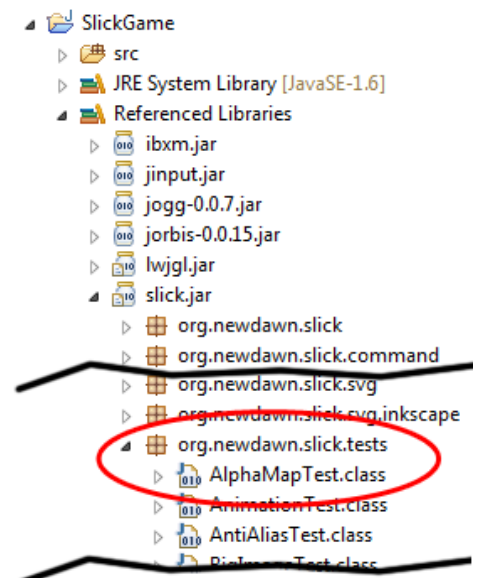 SlickGame
src
JRE System Library [JavaSE-1.6]
Referenced Libraries
ibxm.jar
jinput.jar
jogg-0.0.7.jar
jorbis-0.0.15.jar
lwjgl.jar
slick.jar
org.newdawn.slick
org.newdawn.slick.command
org.newdawn.slick.svg
org.newdawn.slick.svg.inkscape
org.newdawn.slick.tests
AlphaMapTest.class
AnimationTest.class
AntiAliasTest.class
BigImageTest.class